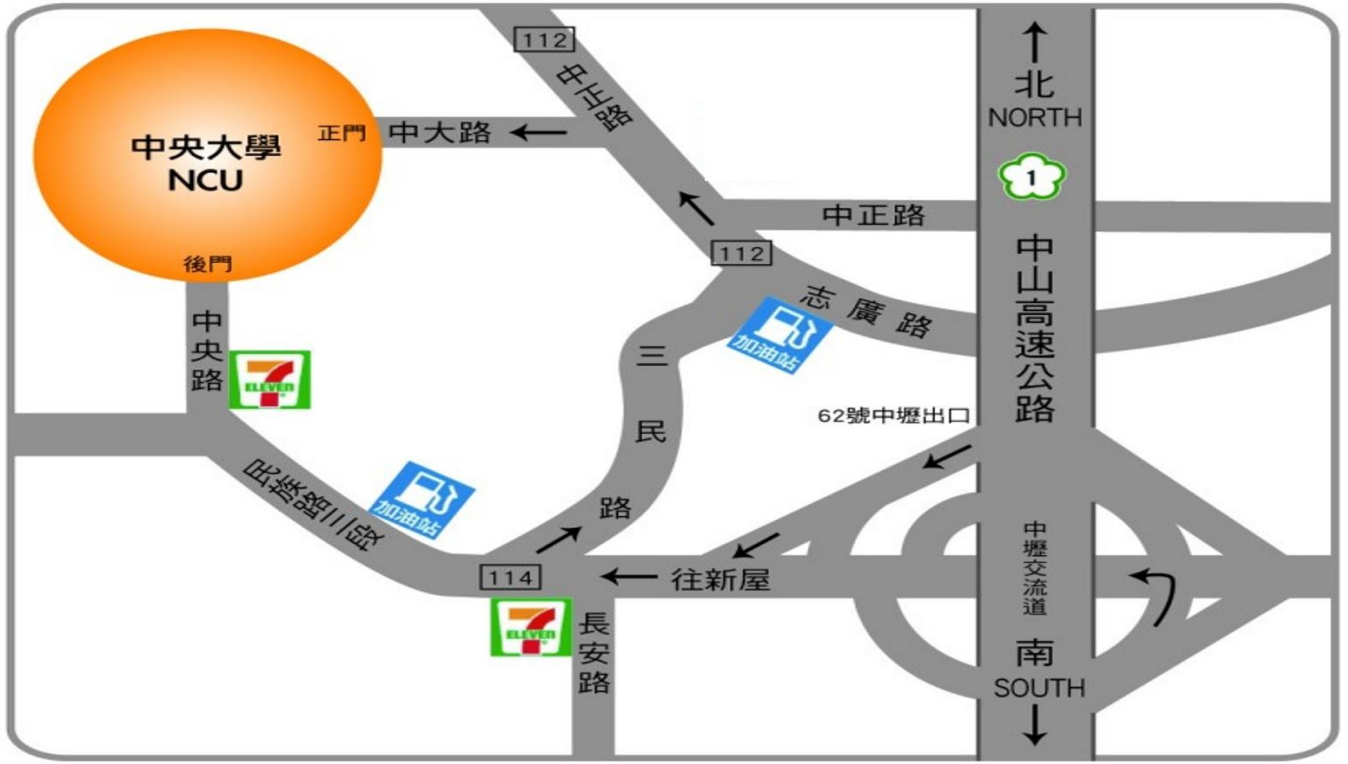 112
中正路
北
NORTH
1
中央大學
NCU
正門
中大路
中正路
112
後門
中山高速公路
志廣路
加油站
中央路
7
ELEVEN
三民路
62號中壢出口
民族路三段
加油站
114
往新屋
中壢交流道
7
ELEVEN
長安路
南
SOUTH